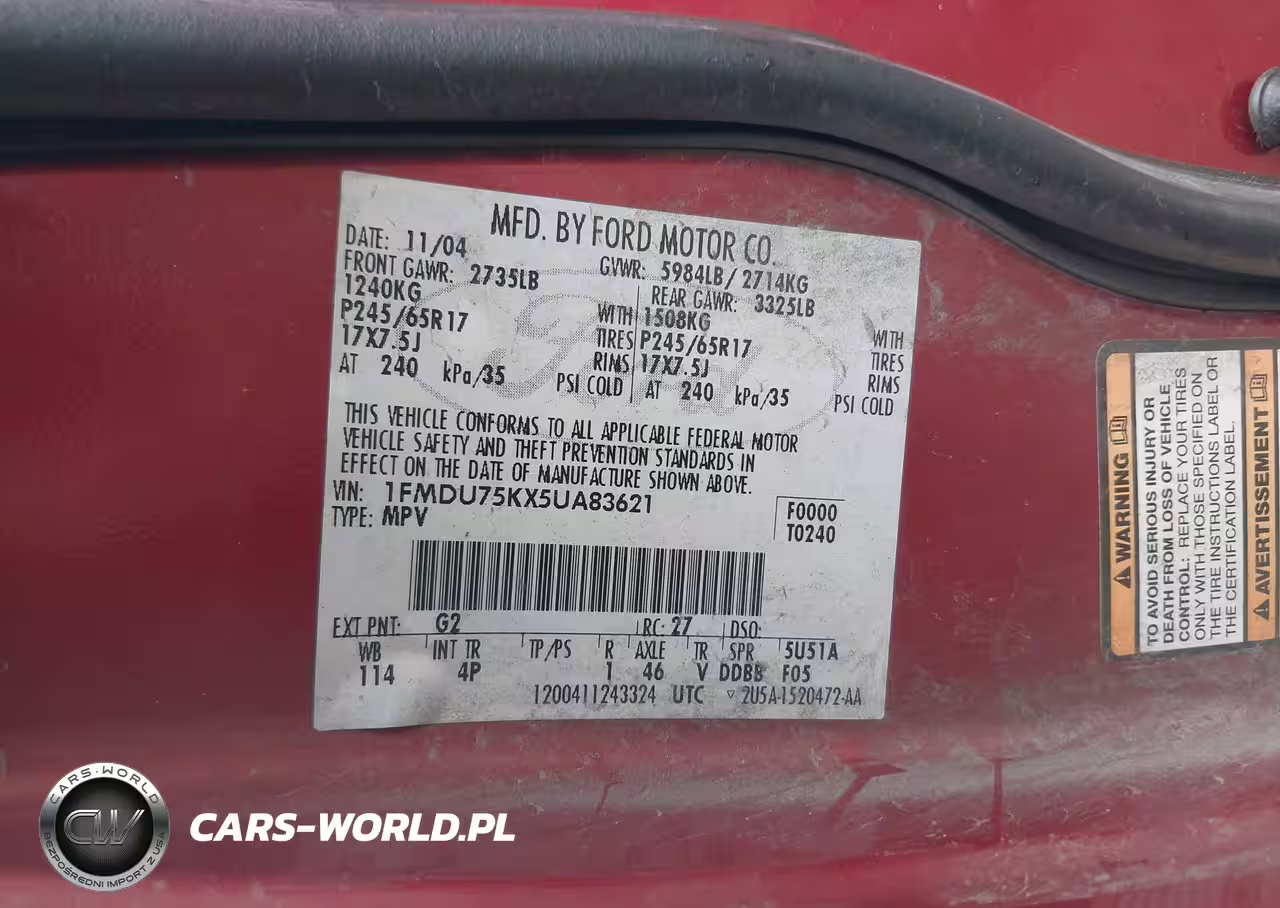 MFD. BY FORD MOTOR CO.
DATE: 11/04
GVWR: 5984LB / 2714KG
FRONT GAWR: 2735LB
REAR GAWR: 3325LB
1240KG WITH
1508KG WITH
P245/65R17 TIRES
P245/65R17 TIRES
17X7.5J RIMS
17X7.5J RIMS
AT 240 kPa/35 PSI COLD
AT 240 kPa/35 PSI COLD
THIS VEHICLE CONFORMS TO ALL APPLICABLE FEDERAL MOTOR
VEHICLE SAFETY AND THEFT PREVENTION STANDARDS IN
EFFECT ON THE DATE OF MANUFACTURE SHOWN ABOVE.
VIN: 1FMDU75KX5UA83621
TYPE: MPV
F0000
T0240
EXT PNT: G2 RC: 27 DSO:
WB INT TR TP/PS R AXLE TR SPR 5U51A
114 4P 1 46 V DDBB F05
1200411243324 UTC ▽ 2U5A-1520472-AA
⚠WARNING
TO AVOID SERIOUS INJURY OR
DEATH FROM LOSS OF VEHICLE
CONTROL: REPLACE YOUR TIRES
ONLY WITH THOSE SPECIFIED ON
THE TIRE INSTRUCTIONS LABEL OR
THE CERTIFICATION LABEL.
⚠AVERTISSEMENT
CARS-WORLD
CW
BEZPOŚREDNI IMPORT Z USA
CARS-WORLD.PL